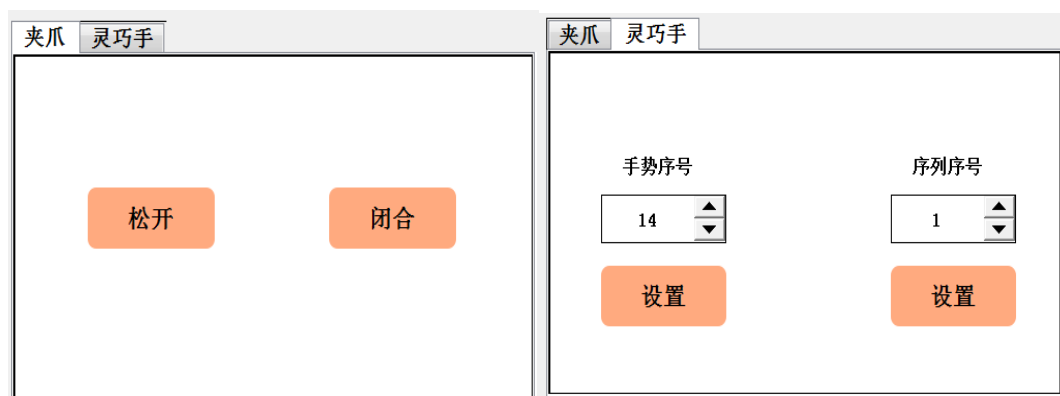 夹爪 灵巧手
松开 闭合
夹爪 灵巧手
手势序号 序列序号
14 1
设置 设置